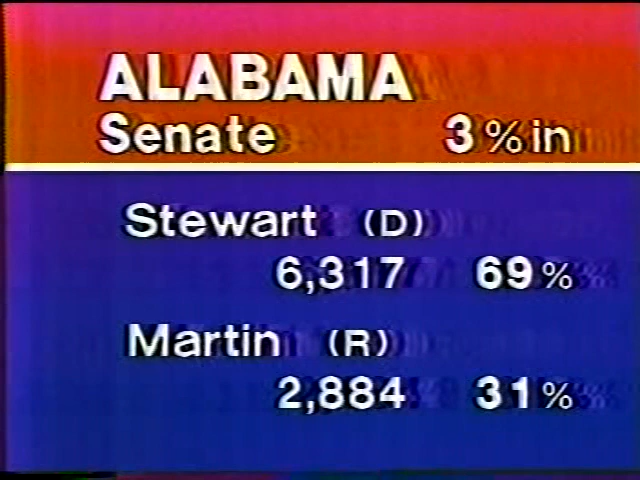 ALABAMA
Senate 3% in
Stewart (D)
6,317 69%
Martin (R)
2,884 31%